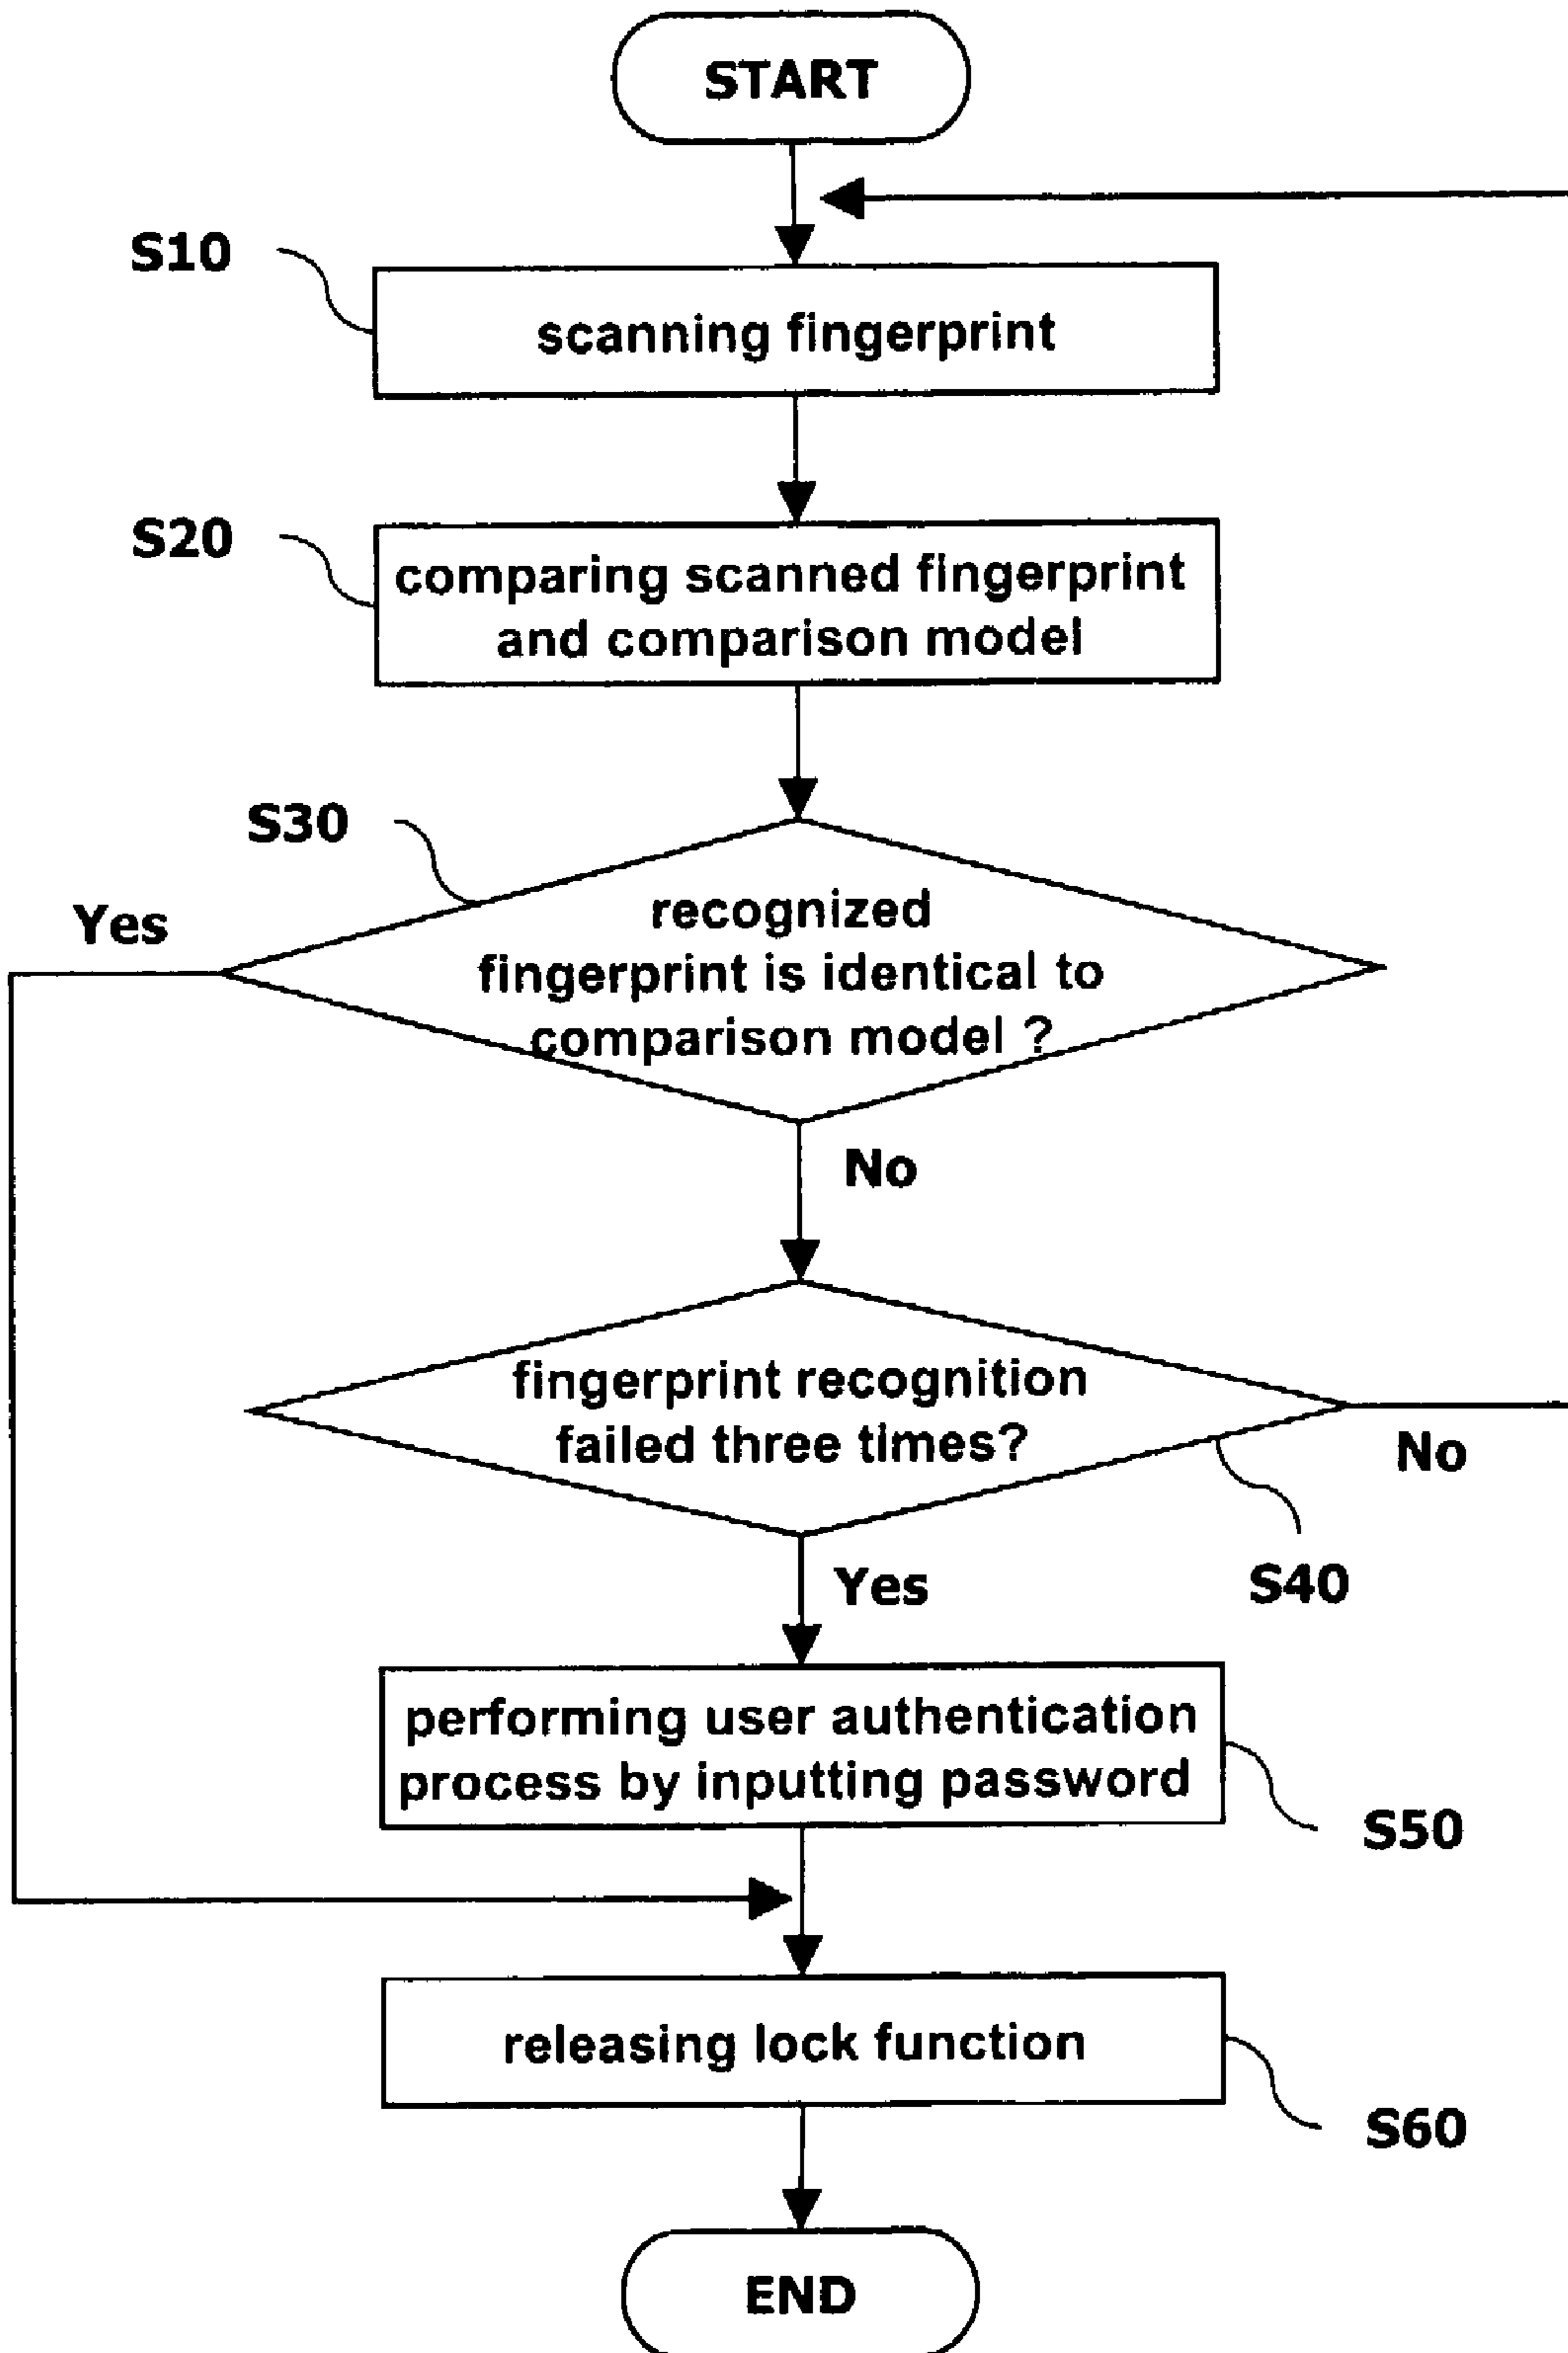 START
S10
scanning fingerprint
S20
comparing scanned fingerprint
and comparison model
S30
Yes
recognized
fingerprint is identical to
comparison model ?
No
fingerprint recognition
failed three times?
No
S40
Yes
performing user authentication
process by inputting password
S50
releasing lock function
S60
END